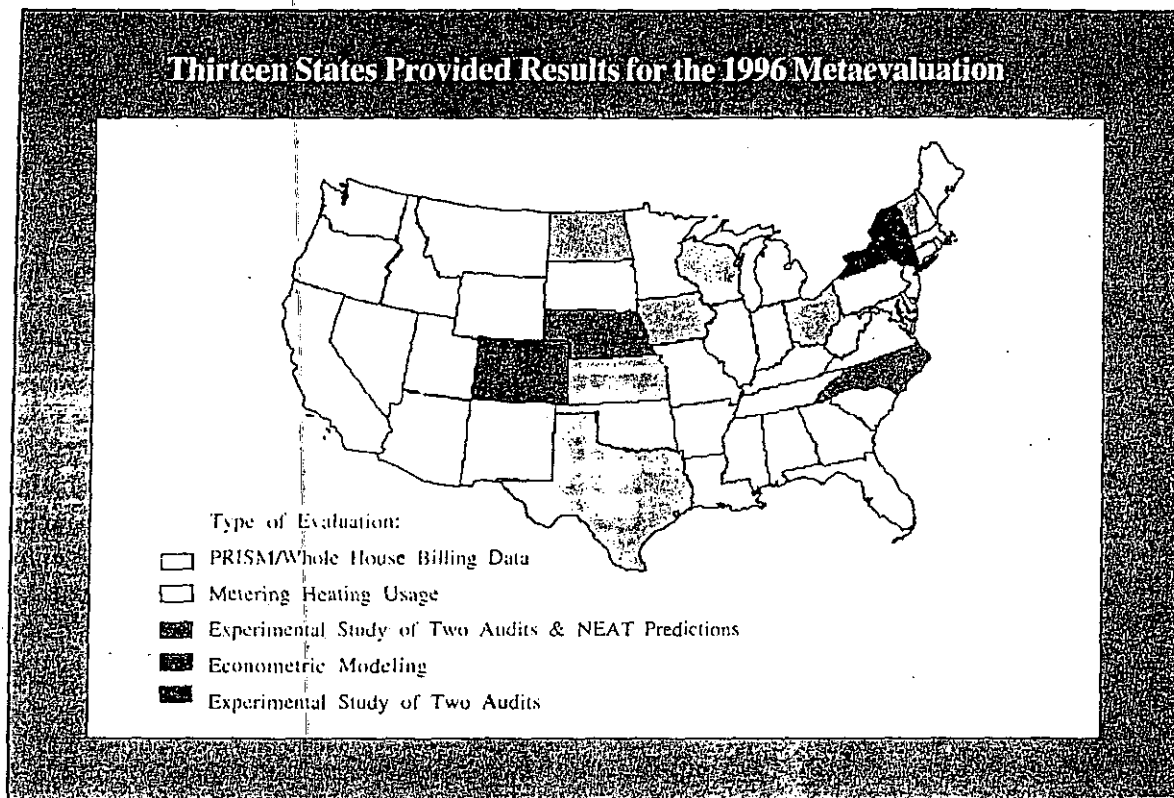 Thirteen States Provided Results for the 1996 Metaevaluation
Type of Evaluation:
PRISM/Whole House Billing Data
Metering Heating Usage
Experimental Study of Two Audits & NEAT Predictions
Econometric Modeling
Experimental Study of Two Audits